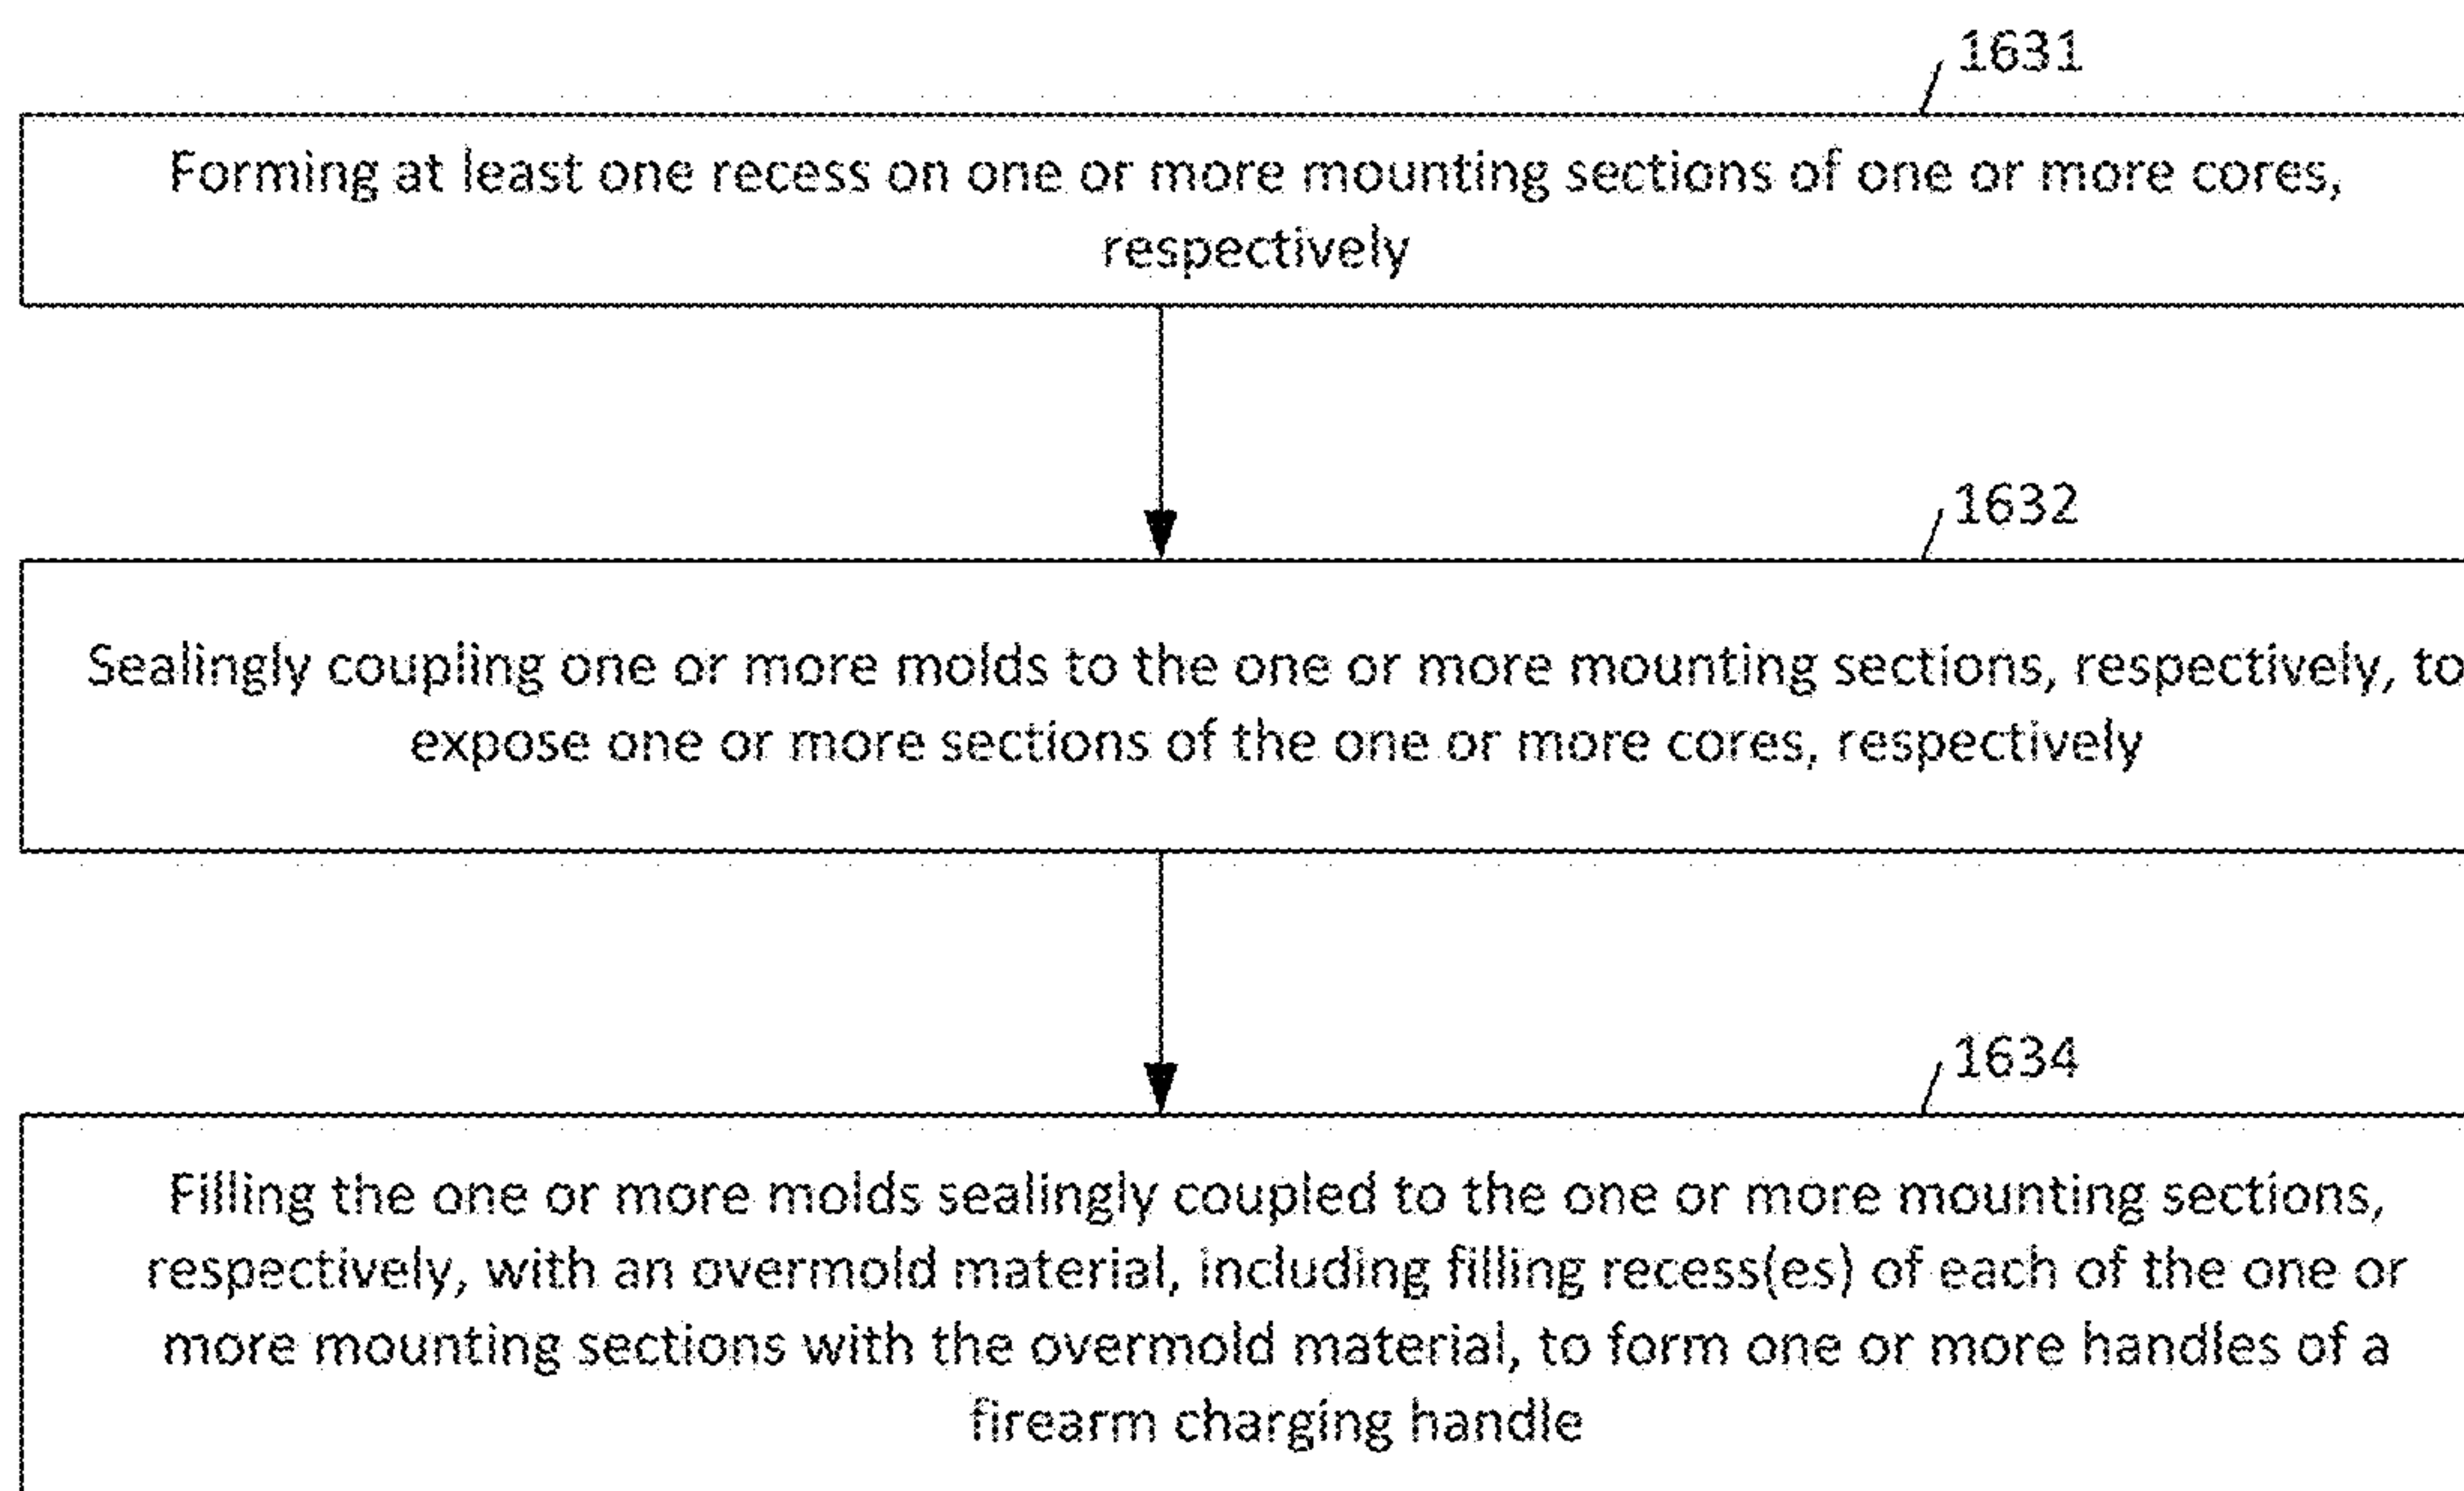 1631
Forming at least one recess on one or more mounting sections of one or more cores,
respectively
1632
Sealingly coupling one or more molds to the one or more mounting sections, respectively, to
expose one or more sections of the one or more cores, respectively
1634
Filling the one or more molds sealingly coupled to the one or more mounting sections,
respectively, with an overmold material, including filling recess(es) of each of the one or
more mounting sections with the overmold material, to form one or more handles of a
firearm charging handle